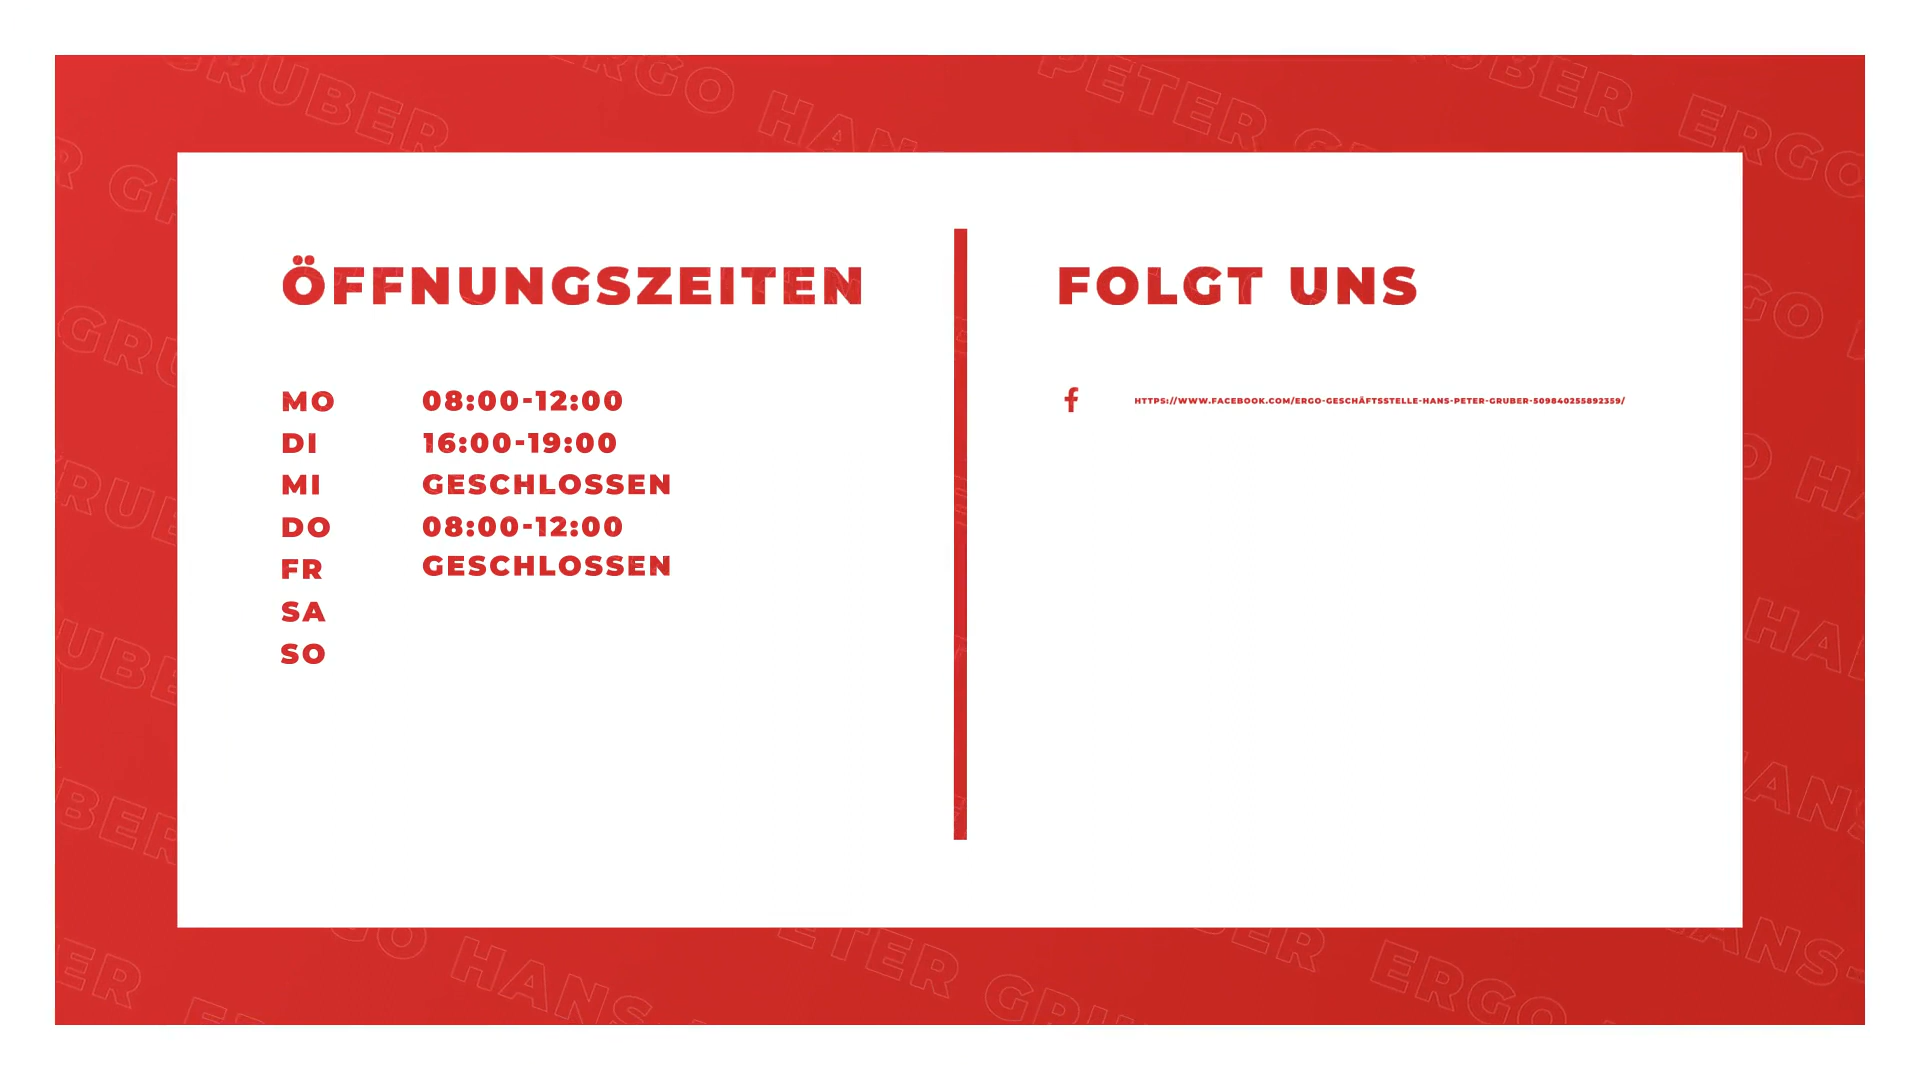 ÖFFNUNGSZEITEN
MO 08:00-12:00
DI 16:00-19:00
MI GESCHLOSSEN
DO 08:00-12:00
FR GESCHLOSSEN
SA
SO
FOLGT UNS
HTTPS://WWW.FACEBOOK.COM/ERGO-GESCHÄFTSSTELLE-HANS-PETER-GRUBER-509840255892359/